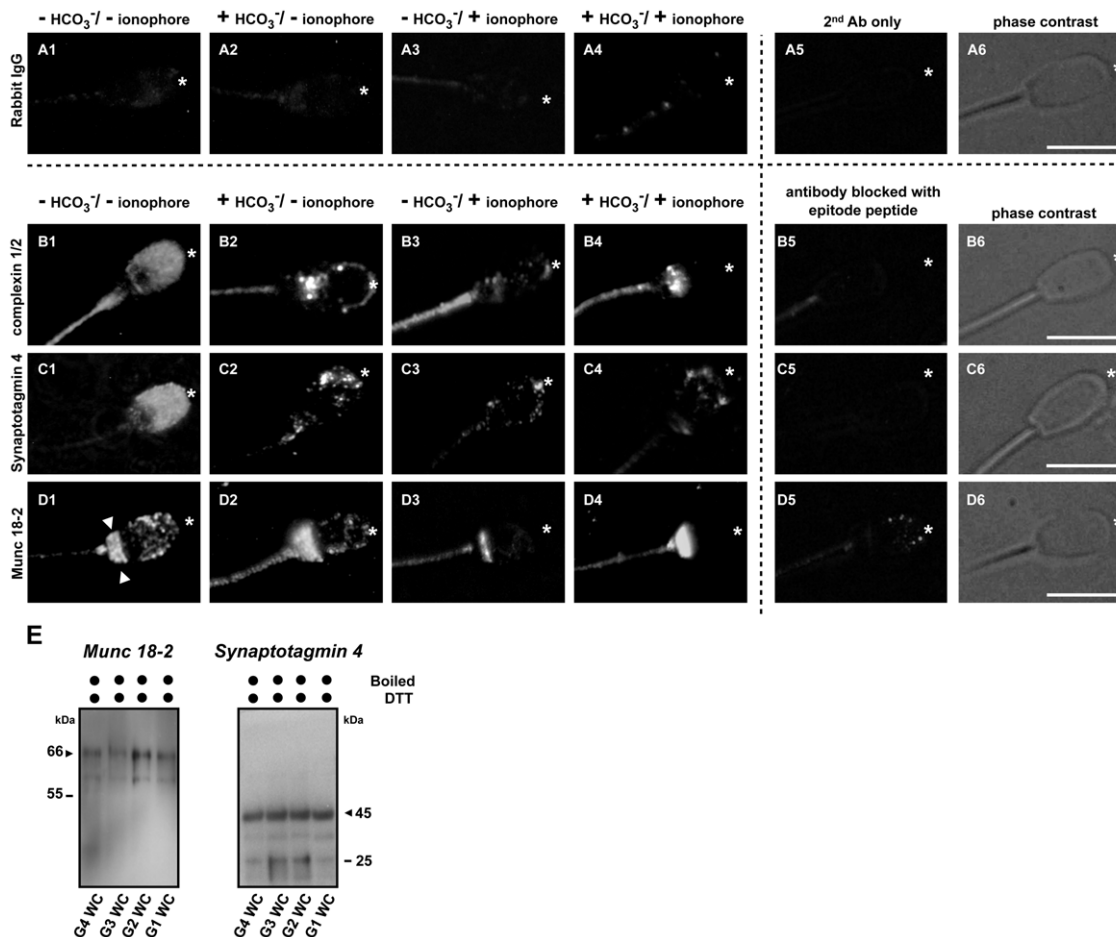 - HCO3-/ - ionophore + HCO3-/ - ionophore - HCO3-/ + ionophore + HCO3-/ + ionophore 2nd Ab only phase contrast
Rabbit IgG
A1 A2 A3 A4 A5 A6
* * * * * *
- HCO3-/ - ionophore + HCO3-/ - ionophore - HCO3-/ + ionophore + HCO3-/ + ionophore
antibody blocked with
epitode peptide
phase contrast
complexin 1/2
B1 B2 B3 B4 B5 B6
* * * * * *
Synaptotagmin 4
C1 C2 C3 C4 C5 C6
* * * * * *
Munc 18-2
D1 D2 D3 D4 D5 D6
* * * * * *
E
Munc 18-2 Synaptotagmin 4
Boiled
DTT
kDa
66
55
kDa
45
25
G4 WC G3 WC G2 WC G1 WC
G4 WC G3 WC G2 WC G1 WC